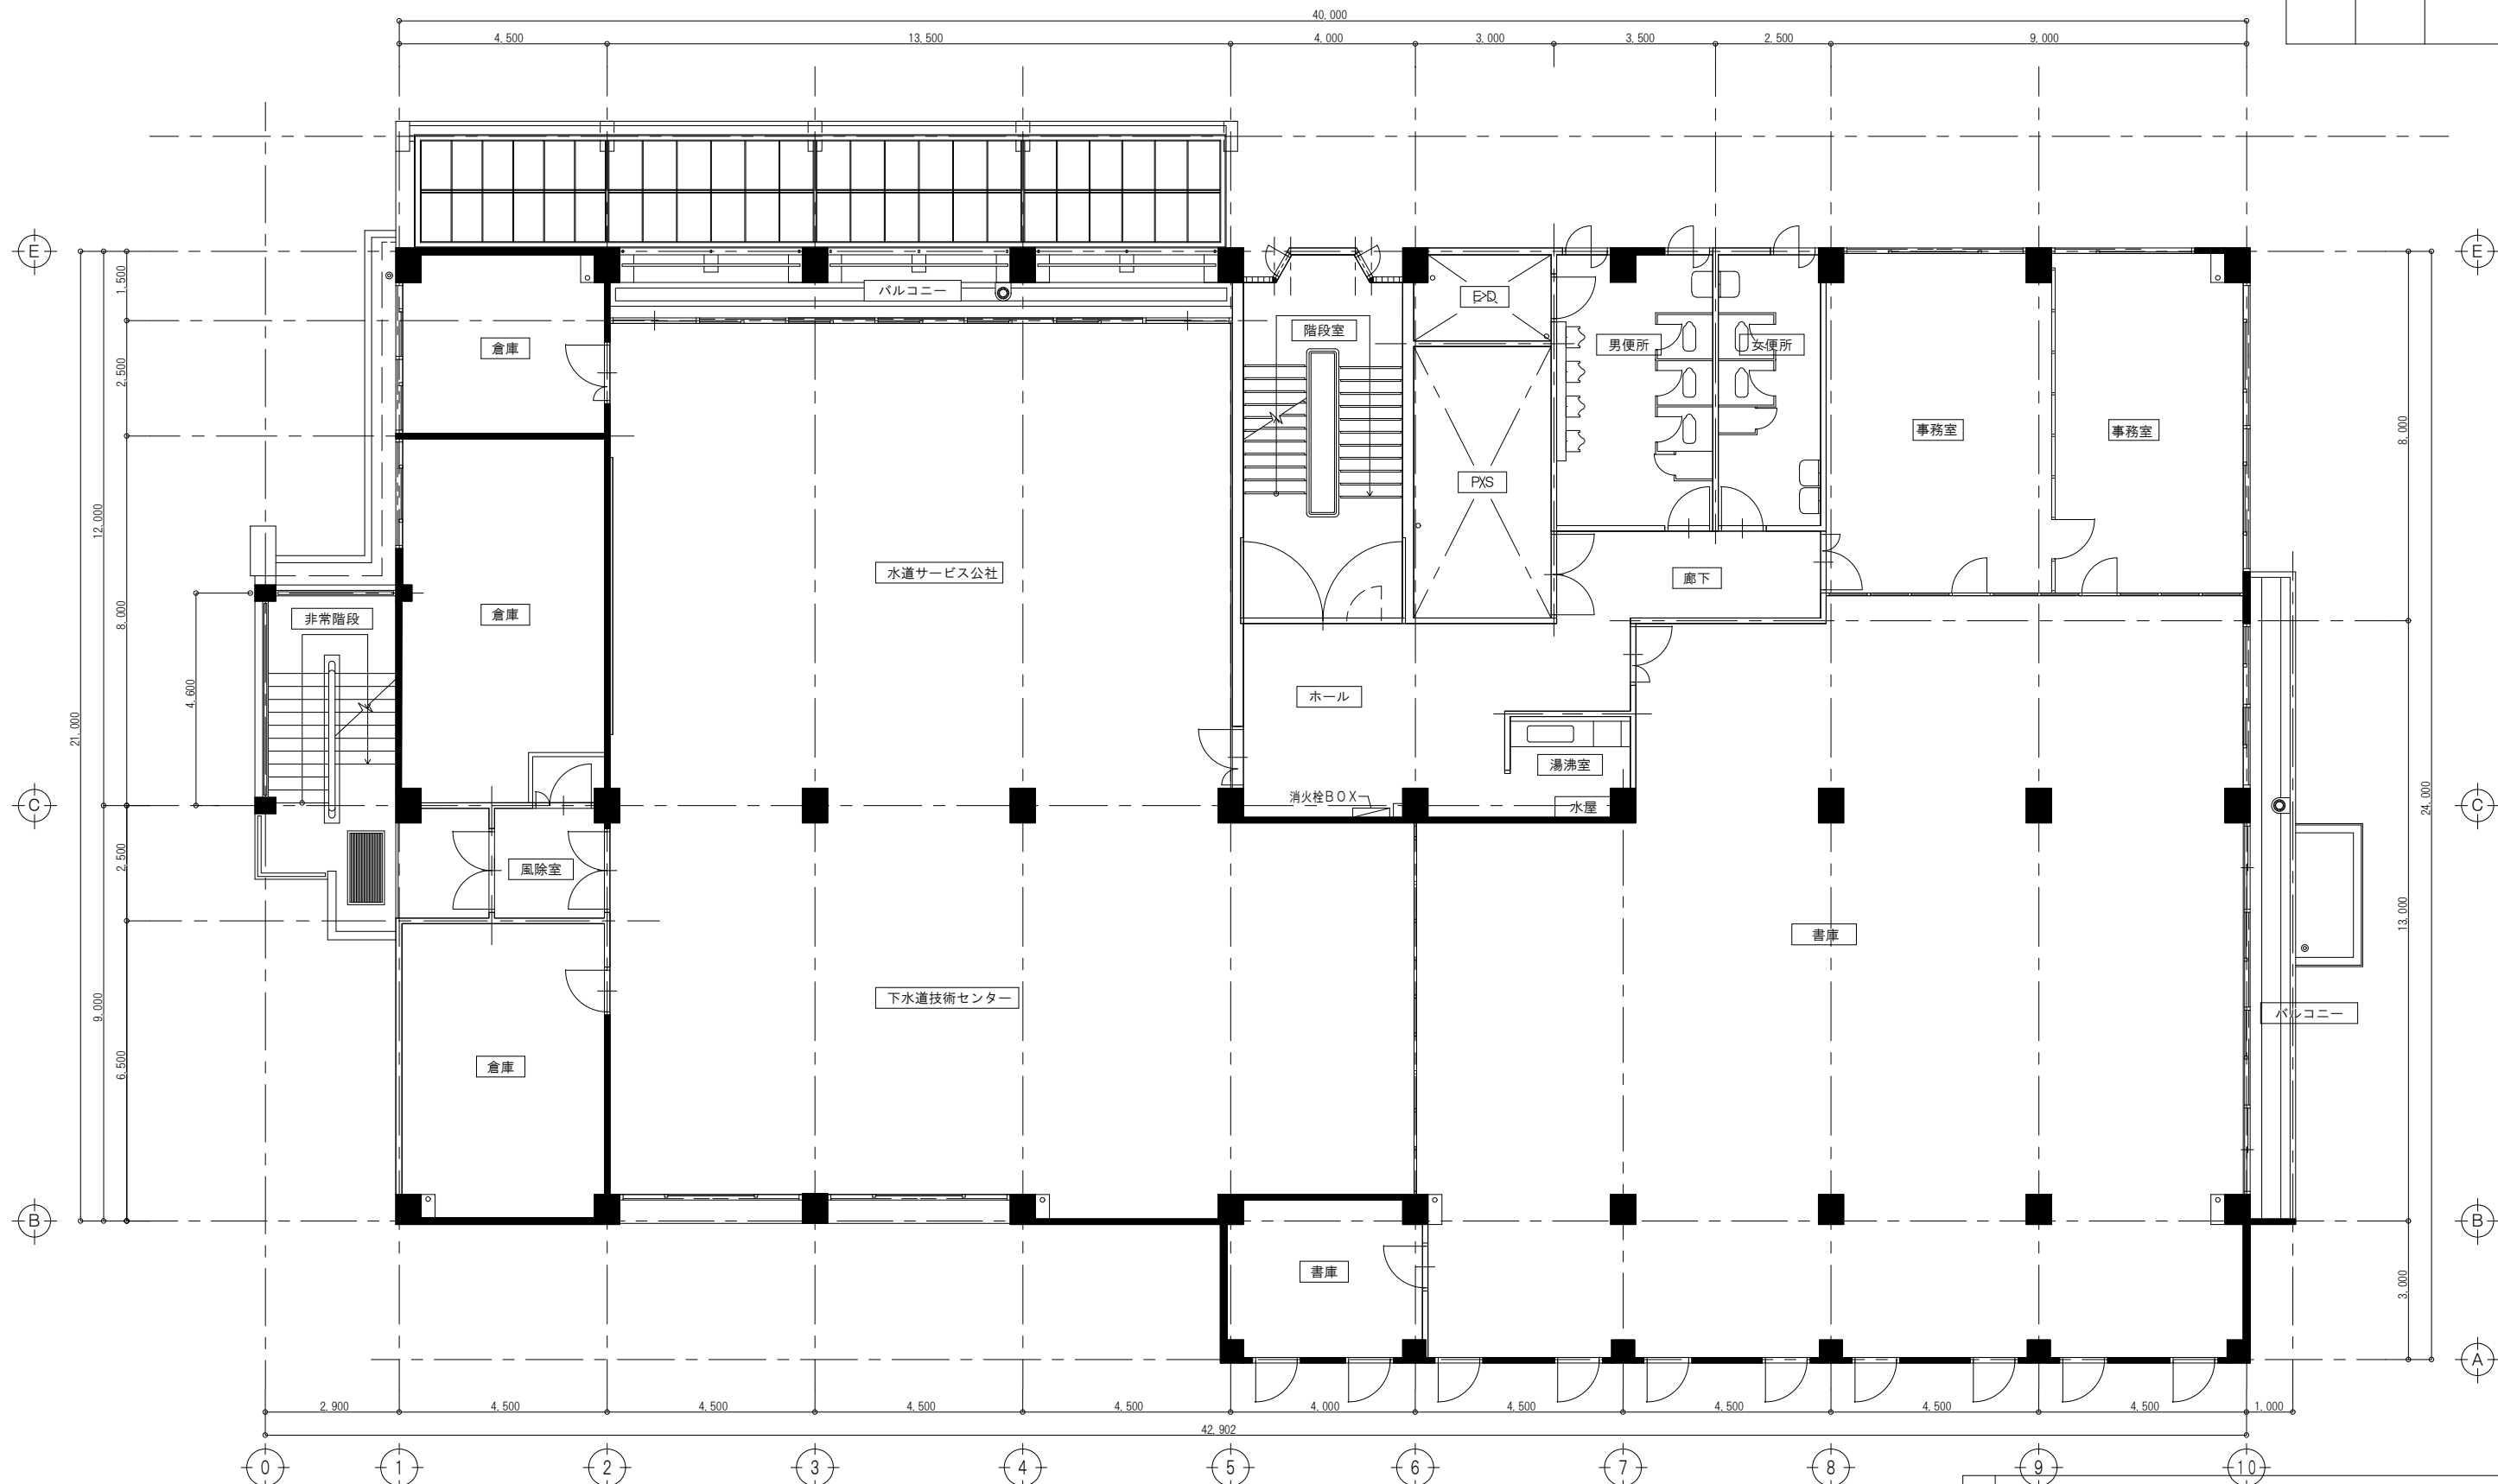 40.000
4.500 13.500 4.000 3.000 3.500 2.500 9.000
E
E
1.500
バルコニー
階段室
男便所
女便所
倉庫
2.500
事務室
事務室
8.000
PS
12.000
水道サービス公社
廊下
倉庫
非常階段
8.000
4.600
ホール
21.000
湯沸室
消火栓BOX
水屋
C
C
24.000
2.500
風除室
書庫
13.000
下水道技術センター
9.000
バルコニー
6.500
倉庫
B
B
書庫
3.000
A
2.900 4.500 4.500 4.500 4.500 4.000 4.500 4.500 4.500 4.500 1.000
42.902
0 1 2 3 4 5 6 7 8 9 10